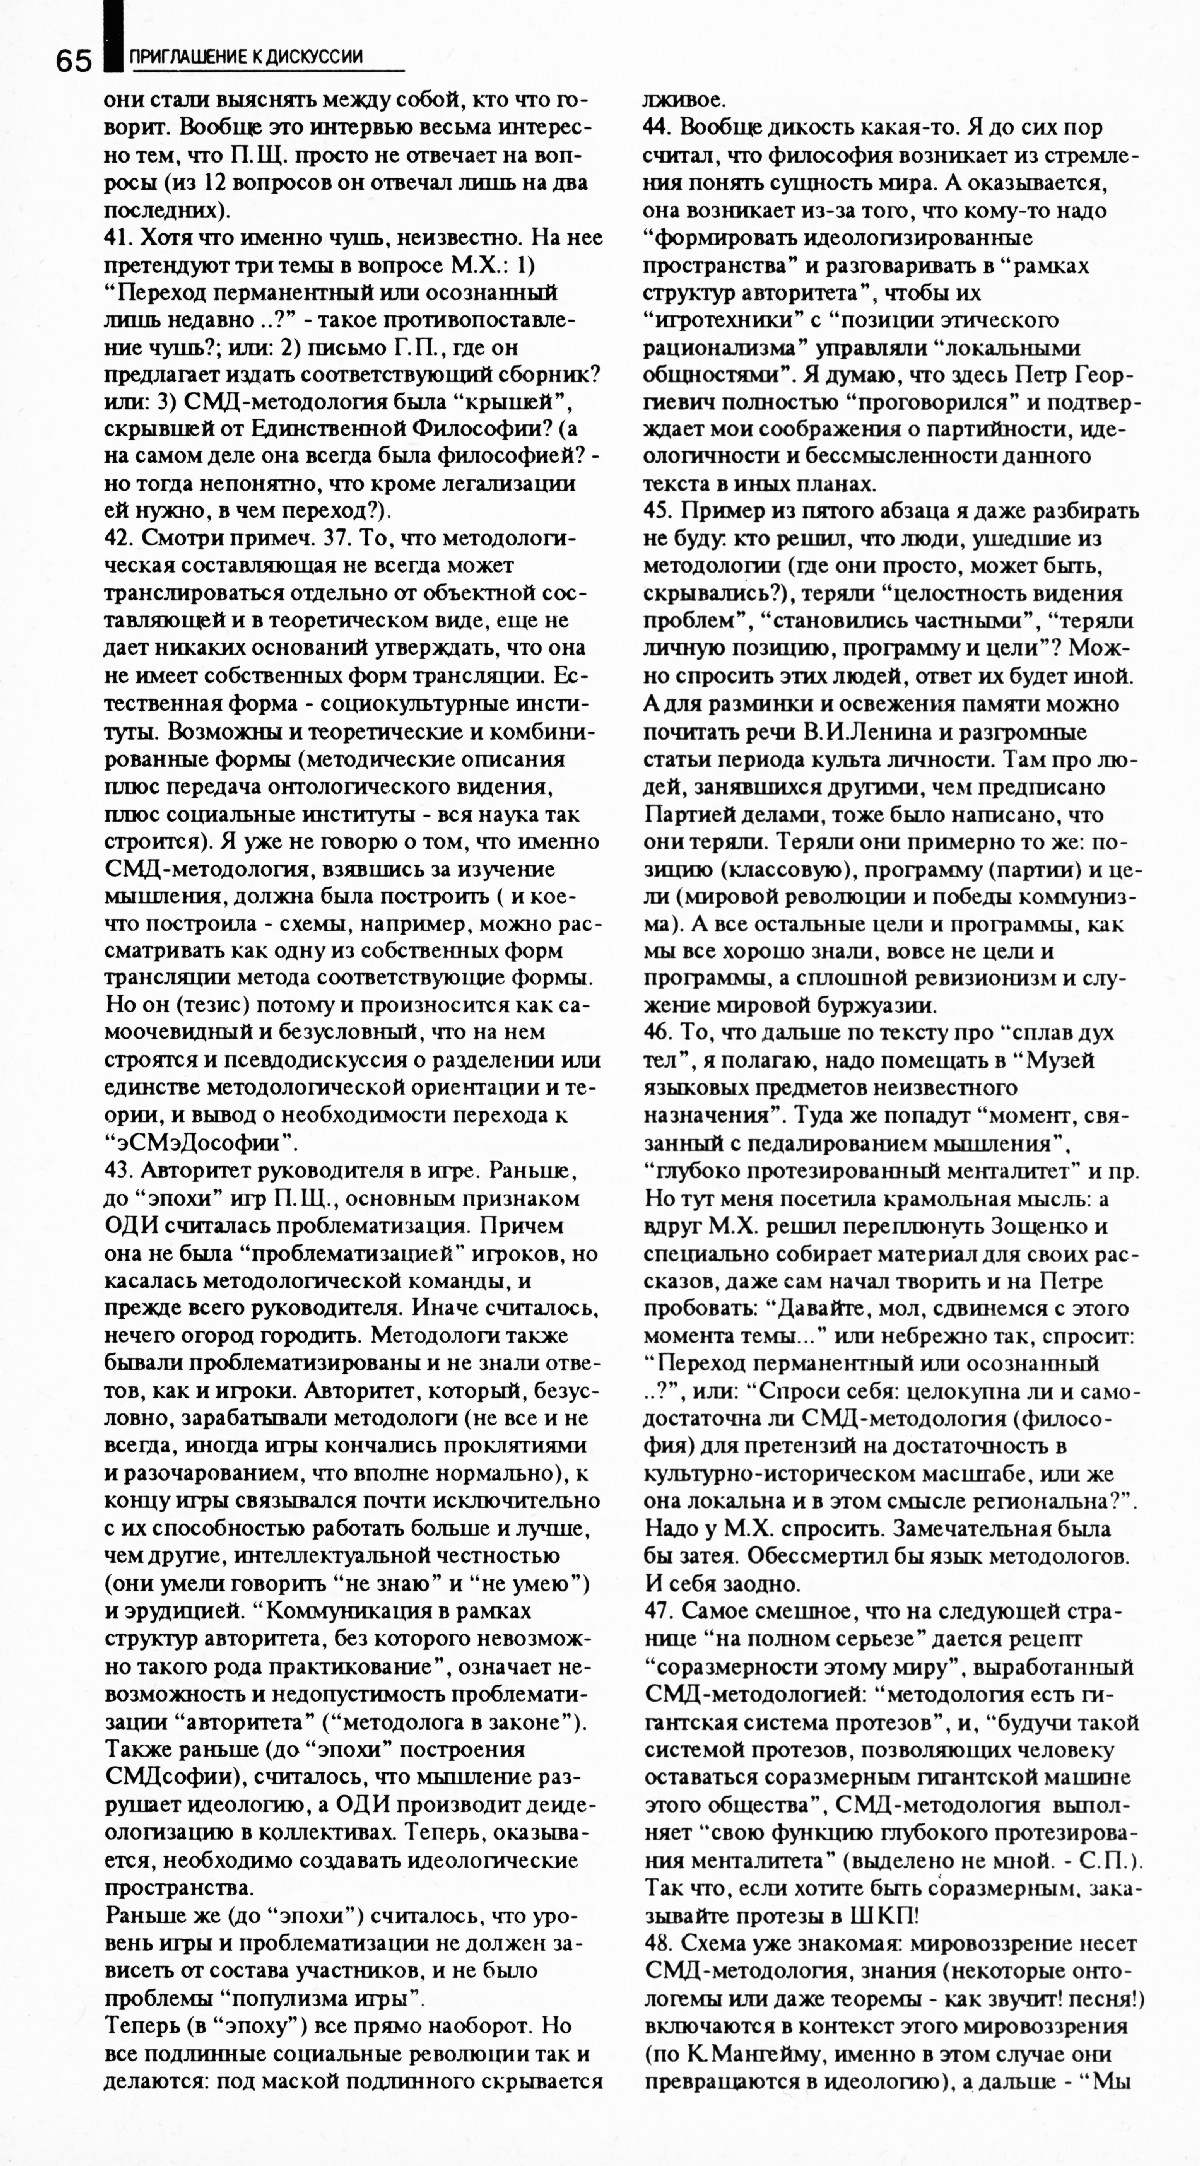 65
ПРИГЛАШЕНИЕ К ДИСКУССИИ
они стали выяснять между собой, кто что го-
ворит. Вообще это интервью весьма интерес-
но тем, что П.Щ. просто не отвечает на воп-
росы (из 12 вопросов он отвечал лишь на два
последних).
41. Хотя что именно чушь, неизвестно. На нее
претендуют три темы в вопросе М.Х.: 1)
“Переход перманентный или осознанный
лишь недавно ..?” - такое противопоставле-
ние чушь?; или: 2) письмо Г.П., где он
предлагает издать соответствующий сборник?
или: 3) СМД-методология была “крышей”,
скрывшей от Единственной Философии? (а
на самом деле она всегда была философией? -
но тогда непонятно, что кроме легализации
ей нужно, в чем переход?).
42. Смотри примеч. 37. То, что методологи-
ческая составляющая не всегда может
транслироваться отдельно от объектной сос-
тавляющей и в теоретическом виде, еще не
дает никаких оснований утверждать, что она
не имеет собственных форм трансляции. Ес-
тественная форма - социокультурные инсти-
туты. Возможны и теоретические и комбини-
рованные формы (методические описания
плюс передача онтологического видения,
плюс социальные институты - вся наука так
строится). Я уже не говорю о том, что именно
СМД-методология, взявшись за изучение
мышления, должна была построить ( и кое-
что построила - схемы, например, можно рас-
сматривать как одну из собственных форм
трансляции метода соответствующие формы.
Но он (тезис) потому и произносится как са-
моочевидный и безусловный, что на нем
строятся и псевдодискуссия о разделении или
единстве методологической ориентации и те-
ории, и вывод о необходимости перехода к
“эСМэДософии”.
43. Авторитет руководителя в игре. Раньше,
до “эпохи” игр П.Щ., основным признаком
ОДИ считалась проблематизация. Причем
она не была “проблематизацией” игроков, но
касалась методологической команды, и
прежде всего руководителя. Иначе считалось,
нечего огород городить. Методологи также
бывали проблематизированы и не знали отве-
тов, как и игроки. Авторитет, который, безус-
ловно, зарабатывали методологи (не все и не
всегда, иногда игры кончались проклятиями
и разочарованием, что вполне нормально), к
концу игры связывался почти исключительно
с их способностью работать больше и лучше,
чем другие, интеллектуальной честностью
(они умели говорить “не знаю” и “не умею”)
и эрудицией. “Коммуникация в рамках
структур авторитета, без которого невозмож-
но такого рода практикование”, означает не-
возможность и недопустимость проблемати-
зации “авторитета” (“методолога в законе”).
Также раньше (до “эпохи” построения
СМДсофии), считалось, что мышление раз-
рушает идеологию, а ОДИ производит деиде-
ологизацию в коллективах. Теперь, оказыва-
ется, необходимо создавать идеологические
пространства.
Раньше же (до “эпохи”) считалось, что уро-
вень игры и проблематизации не должен за-
висеть от состава участников, и не было
проблемы “популизма игры”.
Теперь (в “эпоху”) все прямо наоборот. Но
все подлинные социальные революции так и
делаются: под маской подлинного скрывается
лживое.
44. Вообще дикость какая-то. Я до сих пор
считал, что философия возникает из стремле-
ния понять сущность мира. А оказывается,
она возникает из-за того, что кому-то надо
“формировать идеологизированные
пространства” и разговаривать в “рамках
структур авторитета”, чтобы их
“игротехники” с “позиции этического
рационализма” управляли “локальными
общностями”. Я думаю, что здесь Петр Геор-
гиевич полностью “проговорился” и подтвер-
ждает мои соображения о партийности, иде-
ологичности и бессмысленности данного
текста в иных планах.
45. Пример из пятого абзаца я даже разбирать
не буду: кто решил, что люди, ушедшие из
методологии (где они просто, может быть,
скрывались?), теряли “целостность видения
проблем”, “становились частными”, “теряли
личную позицию, программу и цели”? Мож-
но спросить этих людей, ответ их будет иной.
А для разминки и освежения памяти можно
почитать речи В.И.Ленина и разгромные
статьи периода культа личности. Там про лю-
дей, занявшихся другими, чем предписано
Партией делами, тоже было написано, что
они теряли. Теряли они примерно то же: по-
зицию (классовую), программу (партии) и це-
ли (мировой революции и победы коммуниз-
ма). А все остальные цели и программы, как
мы все хорошо знали, вовсе не цели и
программы, а сплошной ревизионизм и слу-
жение мировой буржуазии.
46. То, что дальше по тексту про “сплав дух
тел”, я полагаю, надо помещать в “Музей
языковых предметов неизвестного
назначения”. Туда же попадут “момент, свя-
занный с педалированием мышления”,
“глубоко протезированный менталитет” и пр.
Но тут меня посетила крамольная мысль: а
вдруг М.Х. решил переплюнуть Зощенко и
специально собирает материал для своих рас-
сказов, даже сам начал творить и на Петре
пробовать: “Давайте, мол, сдвинемся с этого
момента темы...” или небрежно так, спросит:
“Переход перманентный или осознанный
..?”, или: “Спроси себя: целокупна ли и само-
достаточна ли СМД-методология (филосо-
фия) для претензий на достаточность в
культурно-историческом масштабе, или же
она локальна и в этом смысле региональна?”.
Надо у М.Х. спросить. Замечательная была
бы затея. Обессмертил бы язык методологов.
И себя заодно.
47. Самое смешное, что на следующей стра-
нице “на полном серьезе” дается рецепт
“соразмерности этому миру”, выработанный
СМД-методологией: “методология есть ги-
гантская система протезов”, и, “будучи такой
системой протезов, позволяющих человеку
оставаться соразмерным гигантской машине
этого общества”, СМД-методология выпол-
няет “свою функцию глубокого протезирова-
ния менталитета” (выделено не мной. - С.П.).
Так что, если хотите быть соразмерным, зака-
зывайте протезы в ШКП!
48. Схема уже знакомая: мировоззрение несет
СМД-методология, знания (некоторые онто-
логемы или даже теоремы - как звучит! песня!)
включаются в контекст этого мировоззрения
(по К.Мангейму, именно в этом случае они
превращаются в идеологию), а дальше - “Мы